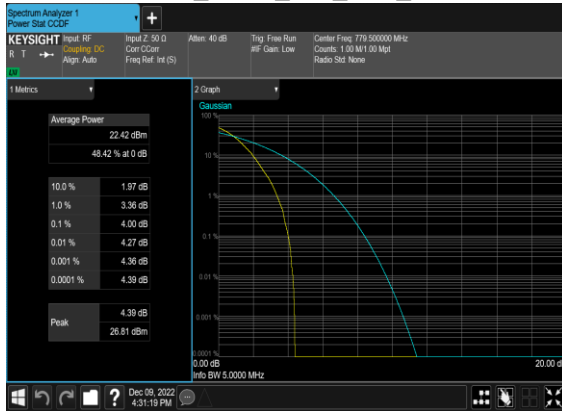 Spectrum Analyzer 1
Power Stat CCDF
+
KEYSIGHT
R T
LXI
Input: RF
Coupling: DC
Align: Auto
Input Z: 50 Ω
Corr CCorr
Freq Ref: Int (S)
Atten: 40 dB
Trig: Free Run
#IF Gain: Low
Center Freq: 779.500000 MHz
Counts: 1.00 M/1.00 Mpt
Radio Std: None
1 Metrics
Average Power
22.42 dBm
48.42 % at 0 dB
10.0 % 1.97 dB
1.0 % 3.36 dB
0.1 % 4.00 dB
0.01 % 4.27 dB
0.001 % 4.36 dB
0.0001 % 4.39 dB
Peak
4.39 dB
26.81 dBm
2 Graph
Gaussian
100 %
10 %
1 %
0.1 %
0.01 %
0.001 %
0.0001 %
0.00 dB 20.00 d
Info BW 5.0000 MHz
?
Dec 09, 2022
4:31:19 PM